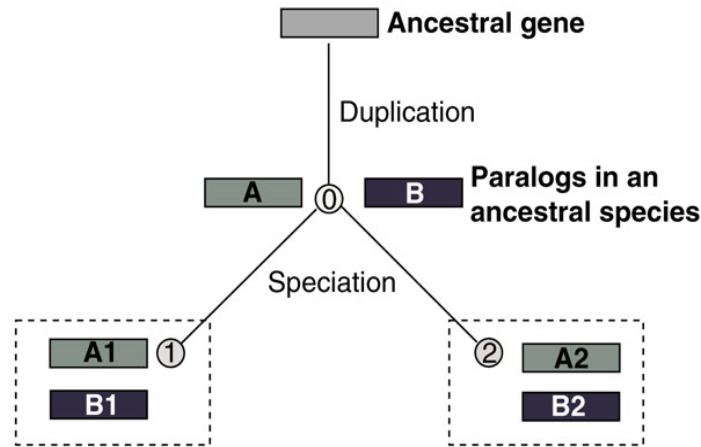 Ancestral gene
Duplication
A
0
B
Paralogs in an
ancestral species
Speciation
A1
1
B1
2
A2
B2